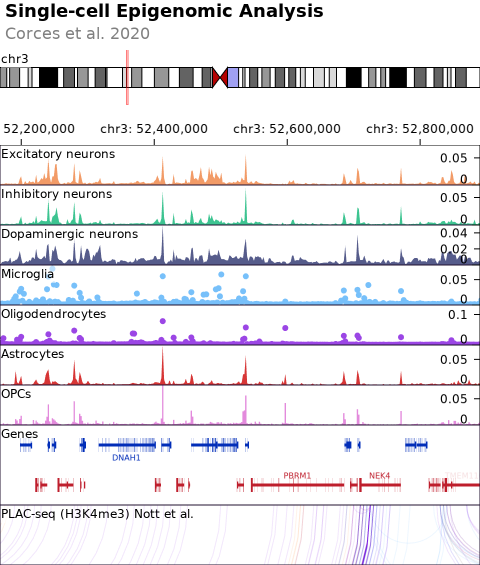 Single-cell Epigenomic Analysis
Corces et al. 2020
chr3
52,200,000 chr3: 52,400,000 chr3: 52,600,000 chr3: 52,800,000
Excitatory neurons 0.05
0
Inhibitory neurons 0.05
0
Dopaminergic neurons 0.04
0.02
0
Microglia 0.05
0
Oligodendrocytes 0.1
0
Astrocytes 0.05
0
OPCs 0.05
0
Genes
DNAH1
PBRM1 NEK4 TMEM110
PLAC-seq (H3K4me3) Nott et al.